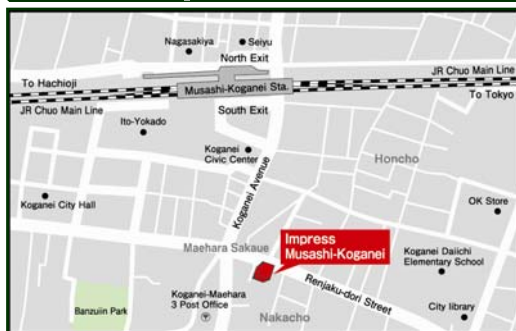 Nagasakiya
Seiyu
North Exit
To Hachioji
JR Chuo Main Line
Musashi-Koganei Sta.
To Tokyo
JR Chuo Main Line
South Exit
Ito-Yokado
Koganei
Civic Center
Honcho
Koganei Avenue
Koganei City Hall
OK Store
Impress
Musashi-Koganei
Maehara Sakaue
Koganei Daiichi
Elementary School
Renjaku-dori Street
Koganei-Maehara
3 Post Office
Banzuiin Park
Nakacho
City library